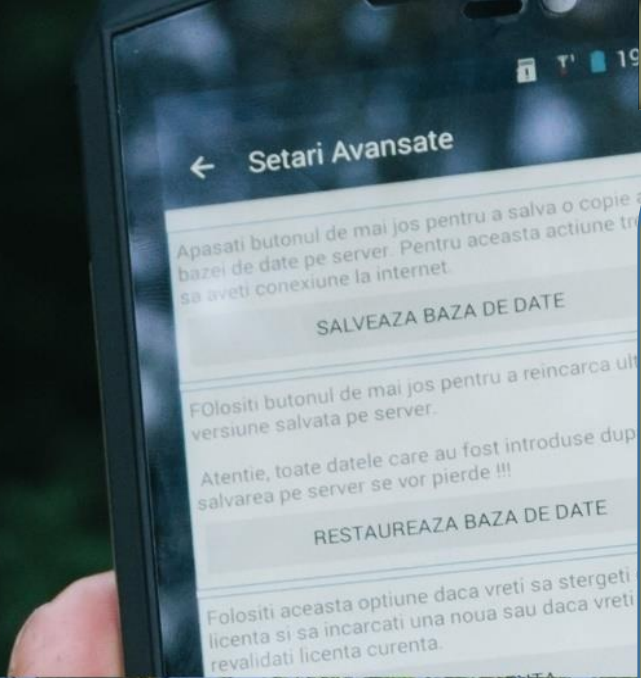 19
Setari Avansate
Apasati butonul de mai jos pentru a salva o copie
bazei de date pe server. Pentru aceasta actiune
sa aveti conexiune la internet.
SALVEAZA BAZA DE DATE
FOlositi butonul de mai jos pentru a reincarca
versiune salvata pe server.
Atentie, toate datele care au fost introduse
salvarea pe server se vor pierde !!!
RESTAUREAZA BAZA DE DATE
Folositi aceasta optiune daca vreti sa stergeti
licenta si sa incarcati una noua sau daca vreti
revalidati licenta curenta.